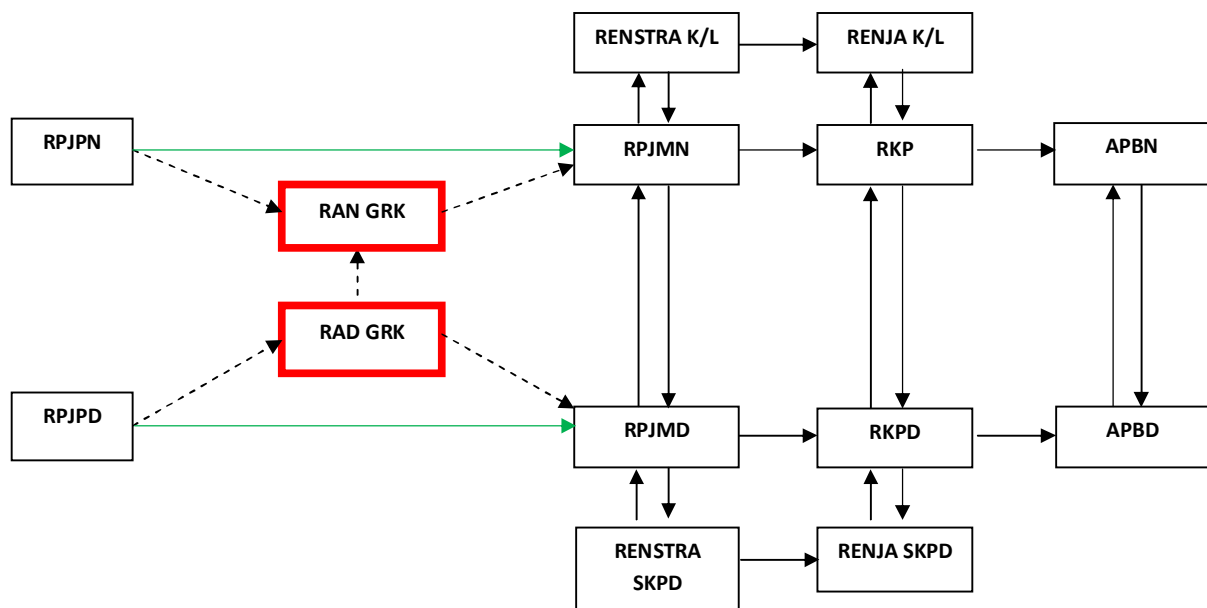 RENSTRA K/L
RENJA K/L
RPJPN
RPJMN
RKP
APBN
RAN GRK
RAD GRK
RPJPD
RPJMD
RKPD
APBD
RENSTRA
SKPD
RENJA SKPD